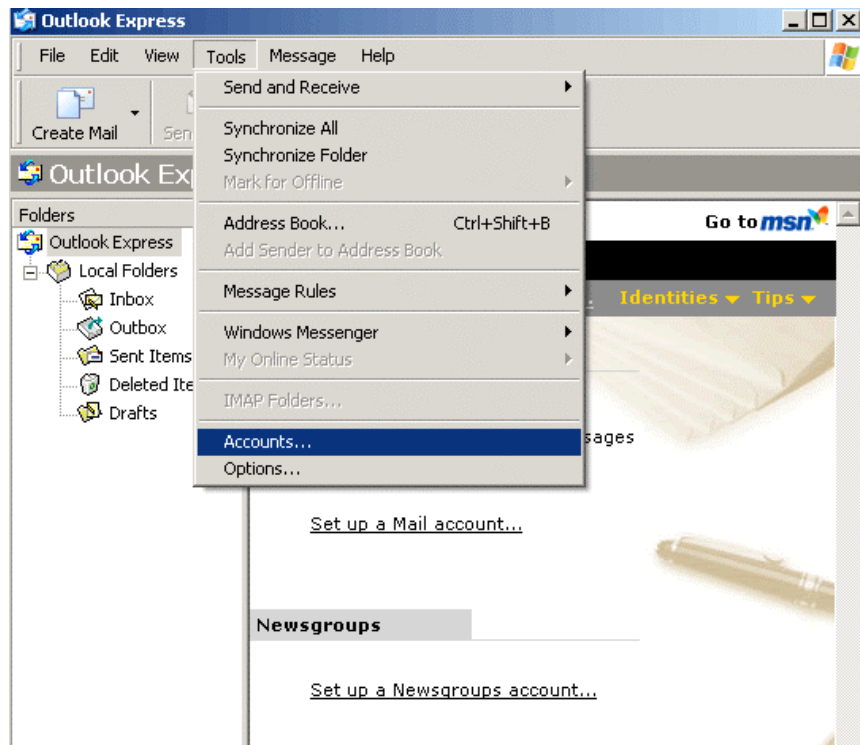 Outlook Express
File Edit View Tools Message Help
Send and Receive
Create Mail
Synchronize All
Synchronize Folder
Mark for Offline
Outlook
Folders
Address Book... Ctrl+Shift+B
Go to msn
Outlook Express
Add Sender to Address Book
Local Folders
Inbox
Message Rules
Identities Tips
Outbox
Windows Messenger
Sent Items
My Online Status
Deleted
IMAP Folders...
Drafts
Accounts...
Options...
Set up a Mail account...
Newsgroups
Set up a Newsgroups account...